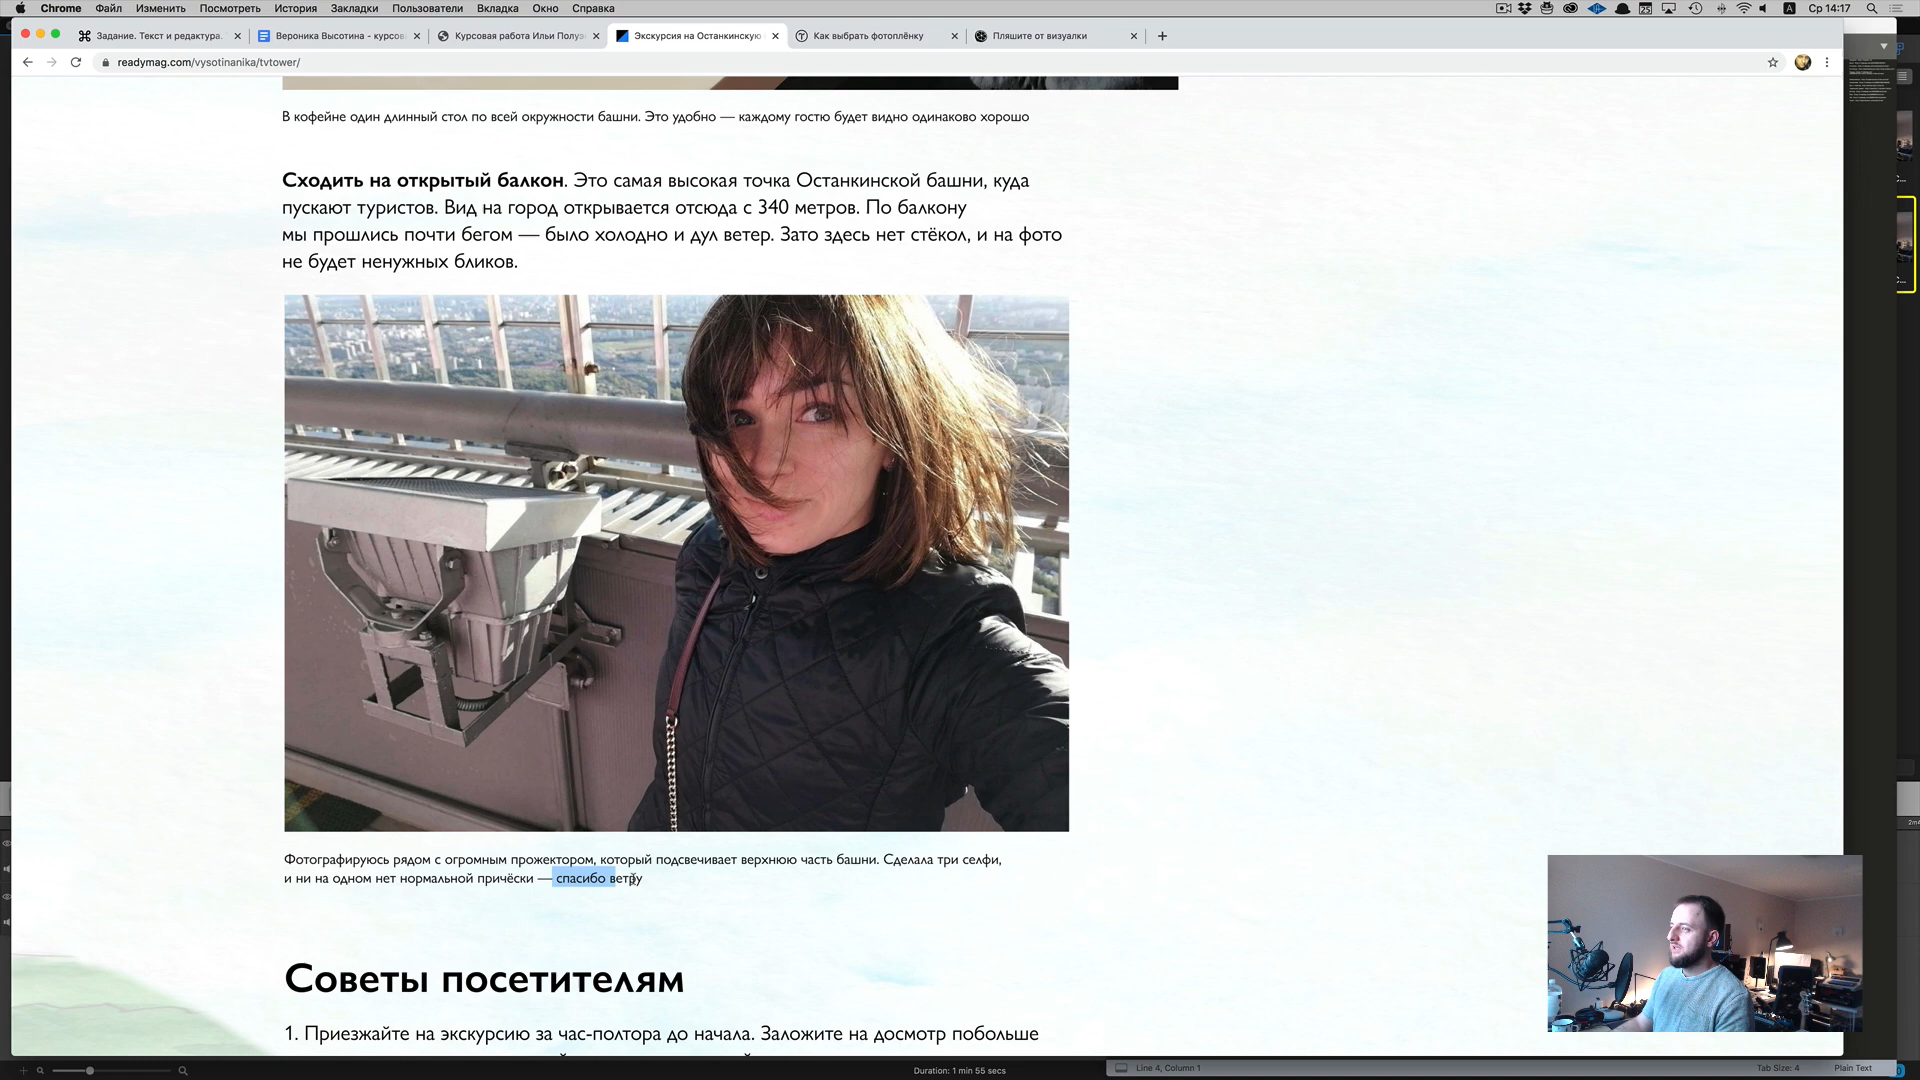 Chrome Файл Изменить Посмотреть История Закладки Пользователи Вкладка Окно Справка
25 A Ср 14:17
Задание. Текст и редактура.
Вероника Высотина - курсов
Курсовая работа Ильи Полуэ
Экскурсия на Останкинскую
Как выбрать фотоплёнку
Пляшите от визуалки
readymag.com/vysotinanika/tvtower/
В кофейне один длинный стол по всей окружности башни. Это удобно — каждому гостю будет видно одинаково хорошо
Сходить на открытый балкон. Это самая высокая точка Останкинской башни, куда
пускают туристов. Вид на город открывается отсюда с 340 метров. По балкону
мы прошлись почти бегом — было холодно и дул ветер. Зато здесь нет стёкол, и на фото
не будет ненужных бликов.
Фотографируюсь рядом с огромным прожектором, который подсвечивает верхнюю часть башни. Сделала три селфи,
и ни на одном нет нормальной причёски — спасибо ветру
Советы посетителям
1. Приезжайте на экскурсию за час-полтора до начала. Заложите на досмотр побольше
Duration: 1 min 55 secs
Line 4, Column 1
Tab Size: 4
Plain Text